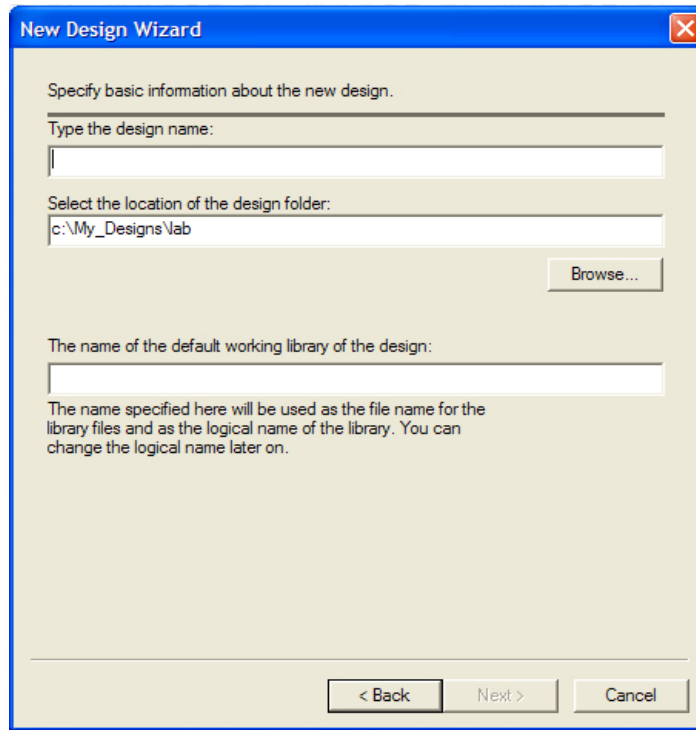 New Design Wizard
Specify basic information about the new design.
Type the design name:
Select the location of the design folder:
c:\My_Designs\lab
Browse...
The name of the default working library of the design:
The name specified here will be used as the file name for the
library files and as the logical name of the library. You can
change the logical name later on.
< Back
Next >
Cancel